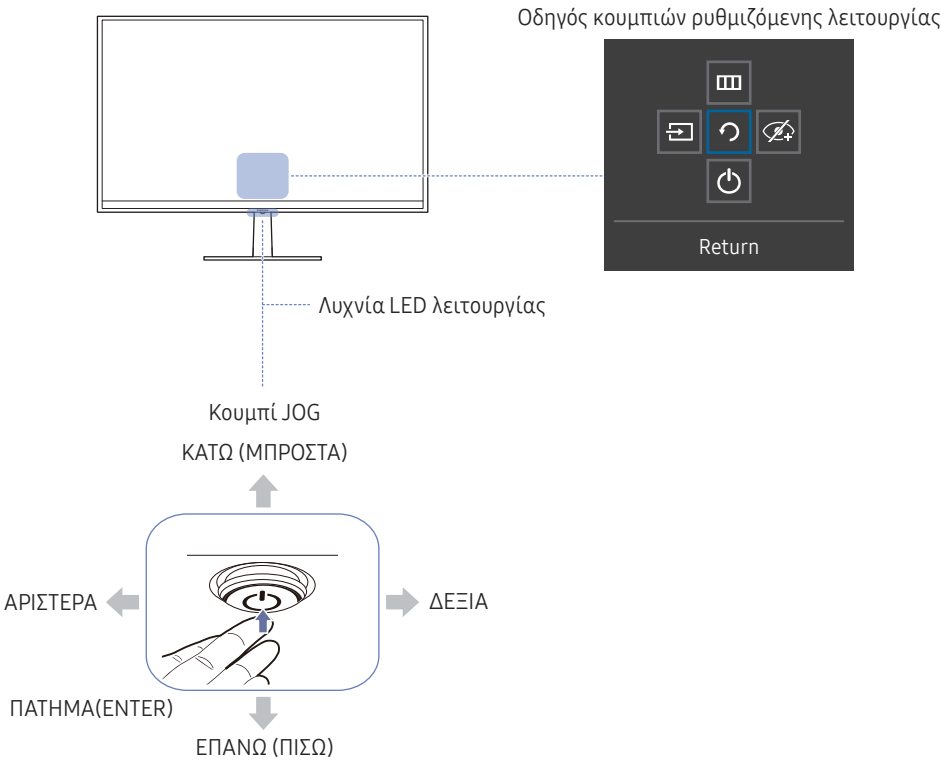 Οδηγός κουμπιών ρυθμιζόμενης λειτουργίας
Return
Λυχνία LED λειτουργίας
Κουμπί JOG
ΚΑΤΩ (ΜΠΡΟΣΤΑ)
ΑΡΙΣΤΕΡΑ
ΔΕΞΙΑ
ΠΑΤΗΜΑ(ENTER)
ΕΠΑΝΩ (ΠΙΣΩ)